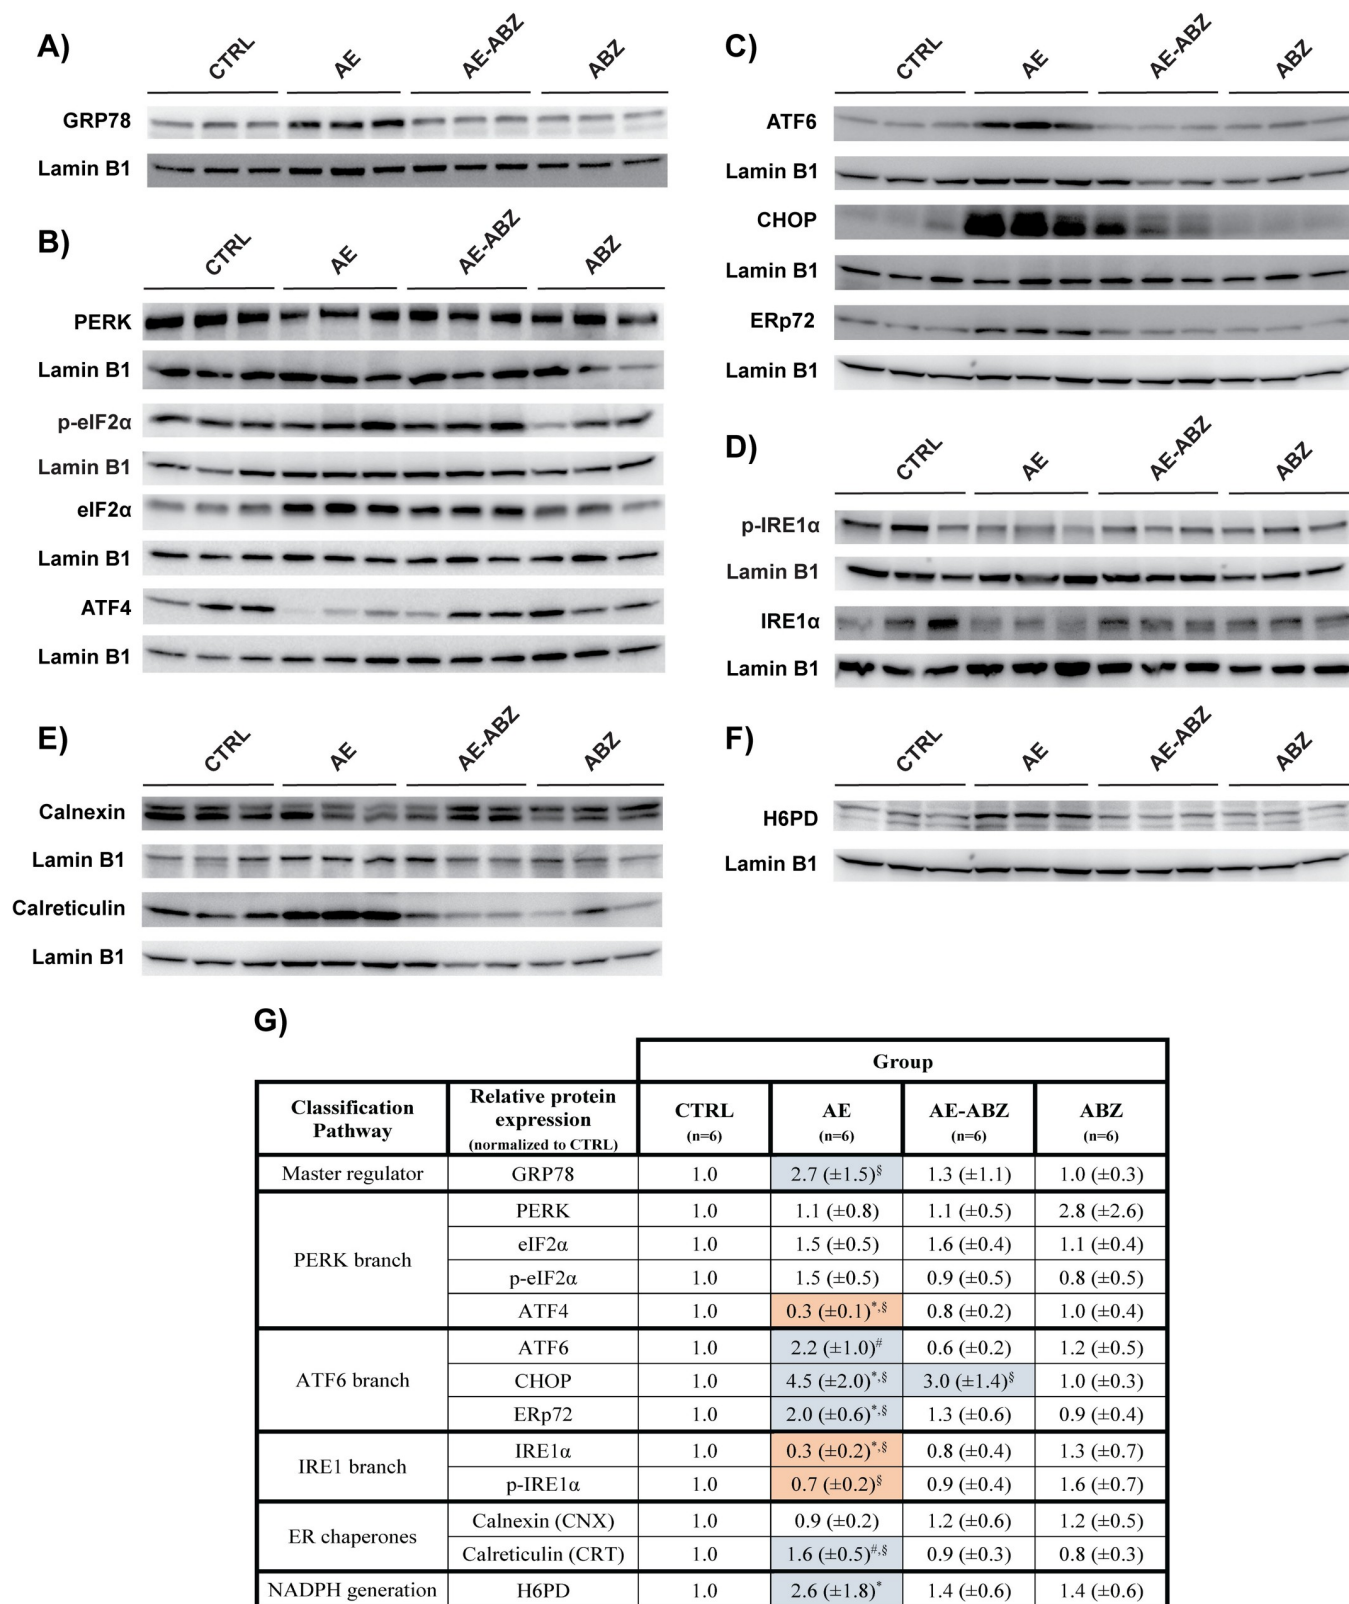 A)
CTRL AE AE-ABZ ABZ
GRP78
Lamin B1
B)
CTRL AE AE-ABZ ABZ
PERK
Lamin B1
p-eIF2α
Lamin B1
eIF2α
Lamin B1
ATF4
Lamin B1
C)
CTRL AE AE-ABZ ABZ
ATF6
Lamin B1
CHOP
Lamin B1
ERp72
Lamin B1
D)
CTRL AE AE-ABZ ABZ
p-IRE1α
Lamin B1
IRE1α
Lamin B1
E)
CTRL AE AE-ABZ ABZ
Calnexin
Lamin B1
Calreticulin
Lamin B1
F)
CTRL AE AE-ABZ ABZ
H6PD
Lamin B1
G)
Group
Classification Pathway Relative protein expression (normalized to CTRL) CTRL (n=6) AE (n=6) AE-ABZ (n=6) ABZ (n=6)
Master regulator GRP78 1.0 2.7 (±1.5)§ 1.3 (±1.1) 1.0 (±0.3)
PERK branch PERK 1.0 1.1 (±0.8) 1.1 (±0.5) 2.8 (±2.6)
eIF2α 1.0 1.5 (±0.5) 1.6 (±0.4) 1.1 (±0.4)
p-eIF2α 1.0 1.5 (±0.5) 0.9 (±0.5) 0.8 (±0.5)
ATF4 1.0 0.3 (±0.1)*,§ 0.8 (±0.2) 1.0 (±0.4)
ATF6 branch ATF6 1.0 2.2 (±1.0)# 0.6 (±0.2) 1.2 (±0.5)
CHOP 1.0 4.5 (±2.0)*,§ 3.0 (±1.4)§ 1.0 (±0.3)
ERp72 1.0 2.0 (±0.6)*,§ 1.3 (±0.6) 0.9 (±0.4)
IRE1 branch IRE1α 1.0 0.3 (±0.2)*,§ 0.8 (±0.4) 1.3 (±0.7)
p-IRE1α 1.0 0.7 (±0.2)§ 0.9 (±0.4) 1.6 (±0.7)
ER chaperones Calnexin (CNX) 1.0 0.9 (±0.2) 1.2 (±0.6) 1.2 (±0.5)
Calreticulin (CRT) 1.0 1.6 (±0.5)#,§ 0.9 (±0.3) 0.8 (±0.3)
NADPH generation H6PD 1.0 2.6 (±1.8)* 1.4 (±0.6) 1.4 (±0.6)